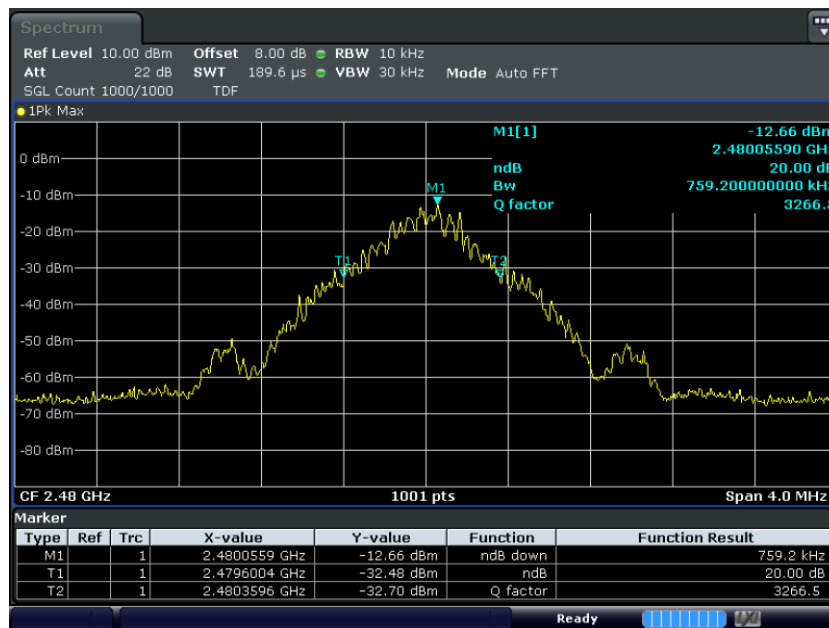 Spectrum
Ref Level 10.00 dBm Offset 8.00 dB RBW 10 kHz
Att 22 dB SWT 189.6 µs VBW 30 kHz Mode Auto FFT
SGL Count 1000/1000 TDF
1Pk Max
M1[1] -12.66 dBm
2.48005590 GH
ndB 20.00 d
Bw 759.200000000 kH
Q factor 3266.
0 dBm
-10 dBm
M1
-20 dBm
-30 dBm
T1
T2
-40 dBm
-50 dBm
-60 dBm
-70 dBm
-80 dBm
CF 2.48 GHz 1001 pts Span 4.0 MHz
Marker
Type Ref Trc X-value Y-value Function Function Result
M1 1 2.4800559 GHz -12.66 dBm ndB down 759.2 kHz
T1 1 2.4796004 GHz -32.48 dBm ndB 20.00 dB
T2 1 2.4803596 GHz -32.70 dBm Q factor 3266.5
Ready